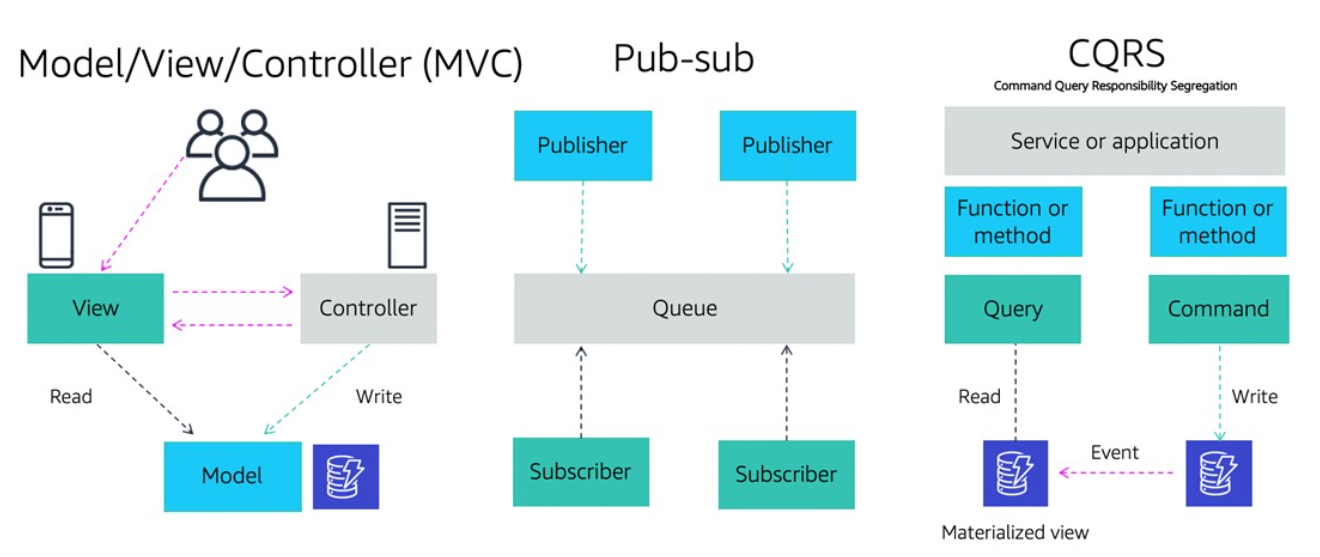 Model/View/Controller (MVC)
View
Controller
Read
Write
Model
Pub-sub
Publisher
Publisher
Queue
Subscriber
Subscriber
CQRS
Command Query Responsibility Segregation
Service or application
Function or
method
Function or
method
Query
Command
Read
Write
Event
Materialized view